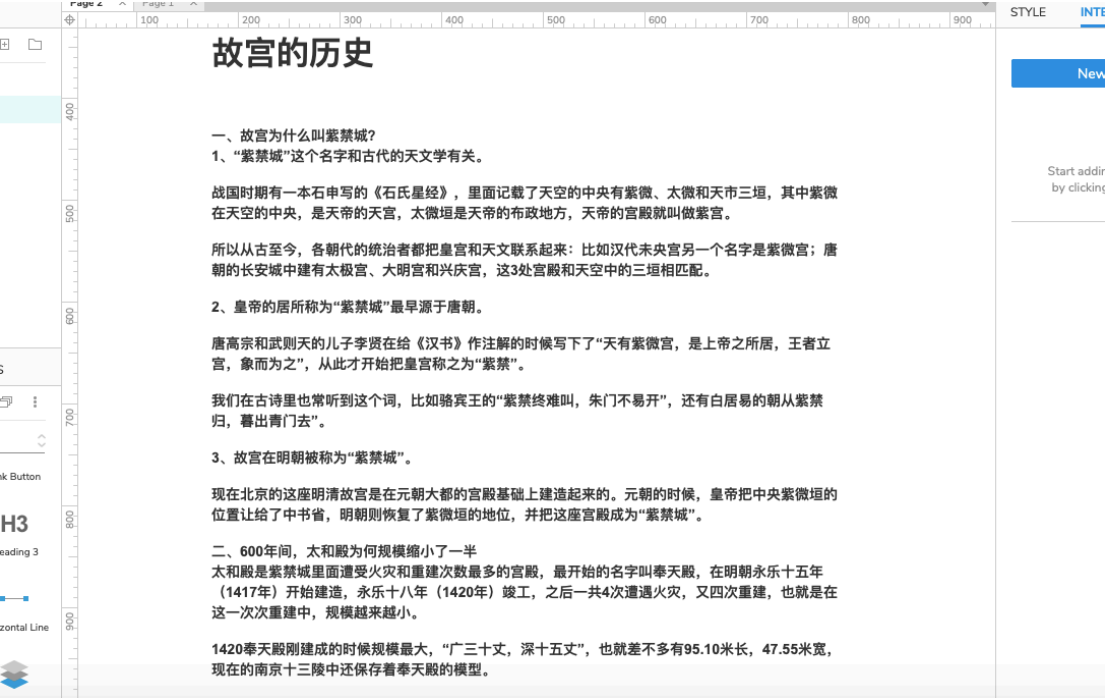 Page 2
Page 1
100 200 300 400 500 600 700 800 900
STYLE
故宫的历史
New
400
一、故宫为什么叫紫禁城?
1、“紫禁城”这个名字和古代的天文学有关。
战国时期有一本石申写的《石氏星经》，里面记载了天空的中央有紫微、太微和天市三垣，其中紫微
在天空的中央，是天帝的天宫，太微垣是天帝的布政地方，天帝的宫殿就叫做紫宫。
Start
by
500
所以从古至今，各朝代的统治者都把皇宫和天文联系起来：比如汉代未央宫另一个名字是紫微宫；唐
朝的长安城中建有太极宫、大明宫和兴庆宫，这3处宫殿和天空中的三垣相匹配。
2、皇帝的居所称为“紫禁城”最早源于唐朝。
600
唐高宗和武则天的儿子李贤在给《汉书》作注解的时候写下了“天有紫微宫，是上帝之所居，王者立
宫，象而为之”，从此才开始把皇宫称之为“紫禁”。
我们在古诗里也常听到这个词，比如骆宾王的“紫禁终难叫，朱门不易开”，还有白居易的朝从紫禁
归，暮出青门去”。
700
3、故宫在明朝被称为“紫禁城”。
Button
现在北京的这座明清故宫是在元朝大都的宫殿基础上建造起来的。元朝的时候，皇帝把中央紫微垣的
位置让给了中书省，明朝则恢复了紫微垣的地位，并把这座宫殿成为“紫禁城”。
800
H3
eading 3
二、600年间，太和殿为何规模缩小了一半
太和殿是紫禁城里面遭受火灾和重建次数最多的宫殿，最开始的名字叫奉天殿，在明朝永乐十五年
（1417年）开始建造，永乐十八年（1420年）竣工，之后一共4次遭遇火灾，又四次重建，也就是在
这一次次重建中，规模越来越小。
900
zontal Line
1420奉天殿刚建成的时候规模最大，“广三十丈，深十五丈”，也就差不多有95.10米长，47.55米宽，
现在的南京十三陵中还保存着奉天殿的模型。